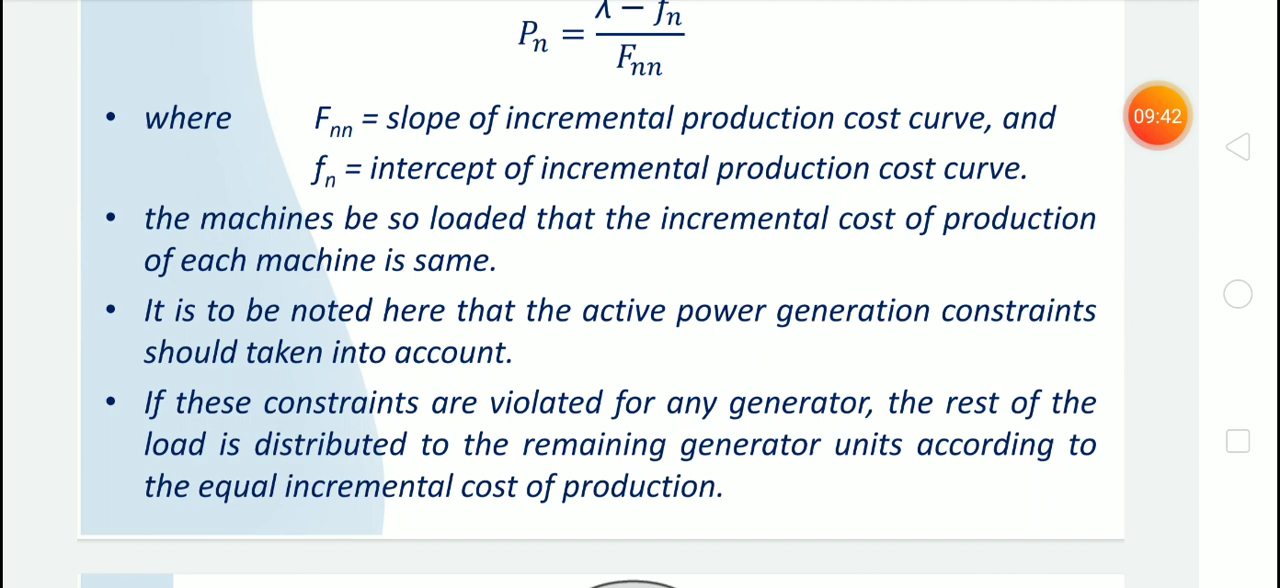 Pₙ = (λ − fₙ) / Fₙₙ
09:42
• where Fₙₙ = slope of incremental production cost curve, and
fₙ = intercept of incremental production cost curve.
• the machines be so loaded that the incremental cost of production
of each machine is same.
• It is to be noted here that the active power generation constraints
should taken into account.
• If these constraints are violated for any generator, the rest of the
load is distributed to the remaining generator units according to
the equal incremental cost of production.